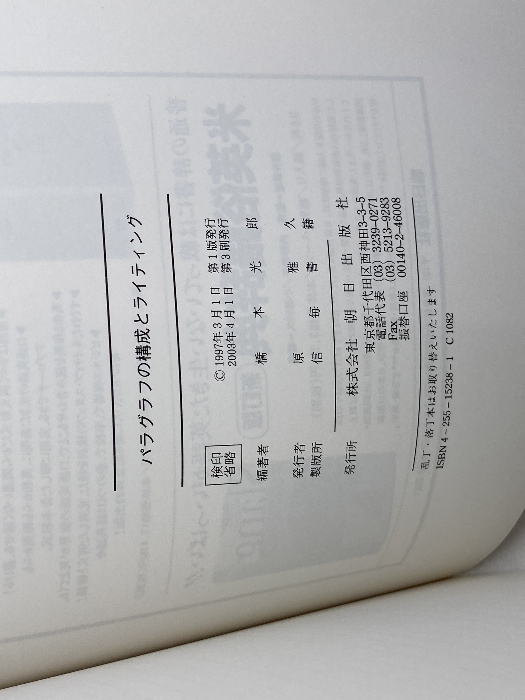 パラグラフの構成とライティング
検印
省略
© 1997年3月1日 第1版発行
2003年4月1日 第3刷発行
編著者 橋本光郎
発行者 原 雅久
製版所 信毎書籍
発行所 株式会社 朝日出版社
東京都千代田区西神田3-3-5
電話代表 (03) 3239-0271
Fax (03) 5213-9283
振替口座 00140-2-46008
乱丁・落丁本はお取り替えいたします
ISBN 4-255-15238-1 C 1082